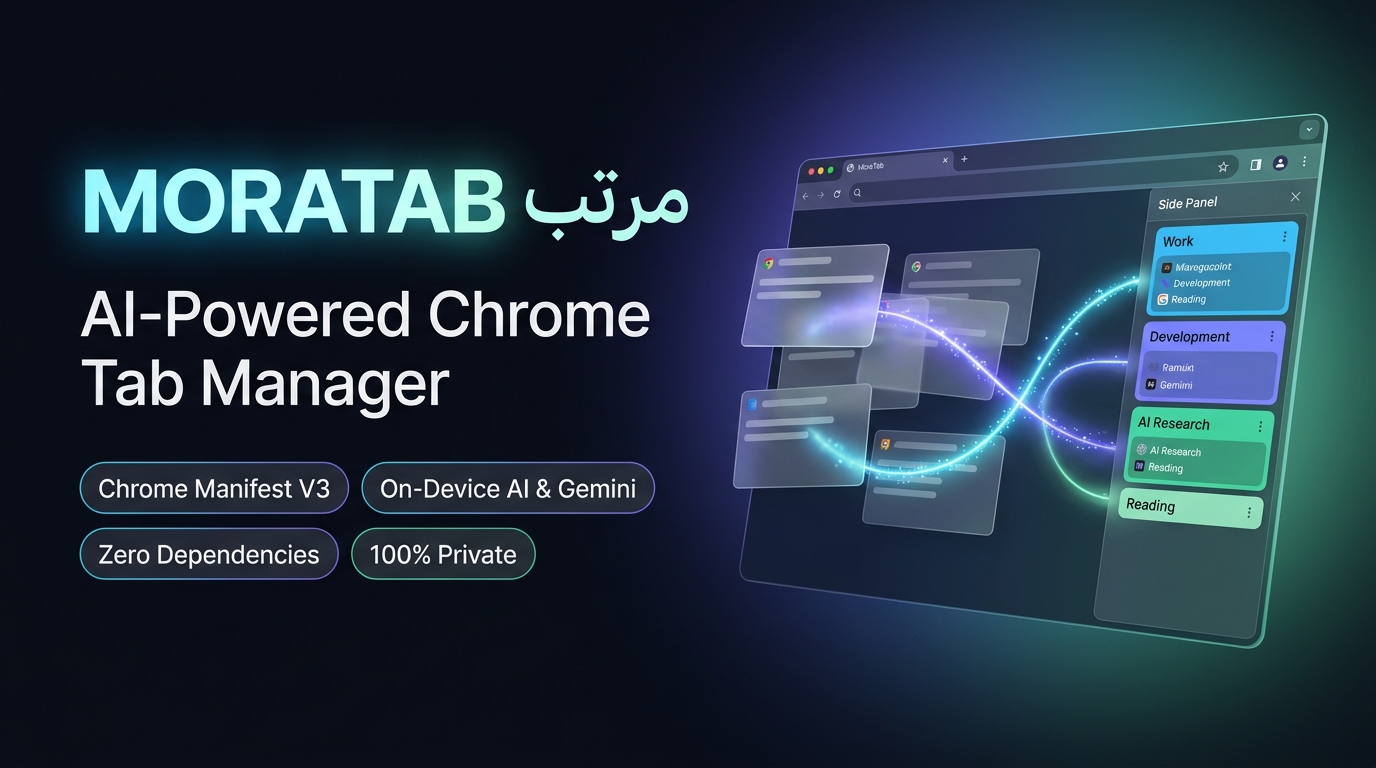 MORATAB مرتب
AI-Powered Chrome
Tab Manager
Chrome Manifest V3
On-Device AI & Gemini
Zero Dependencies
100% Private
MoraTab
Side Panel
Work
Development
Reading
Development
Gemini
AI Research
AI Research
Resding
Reading